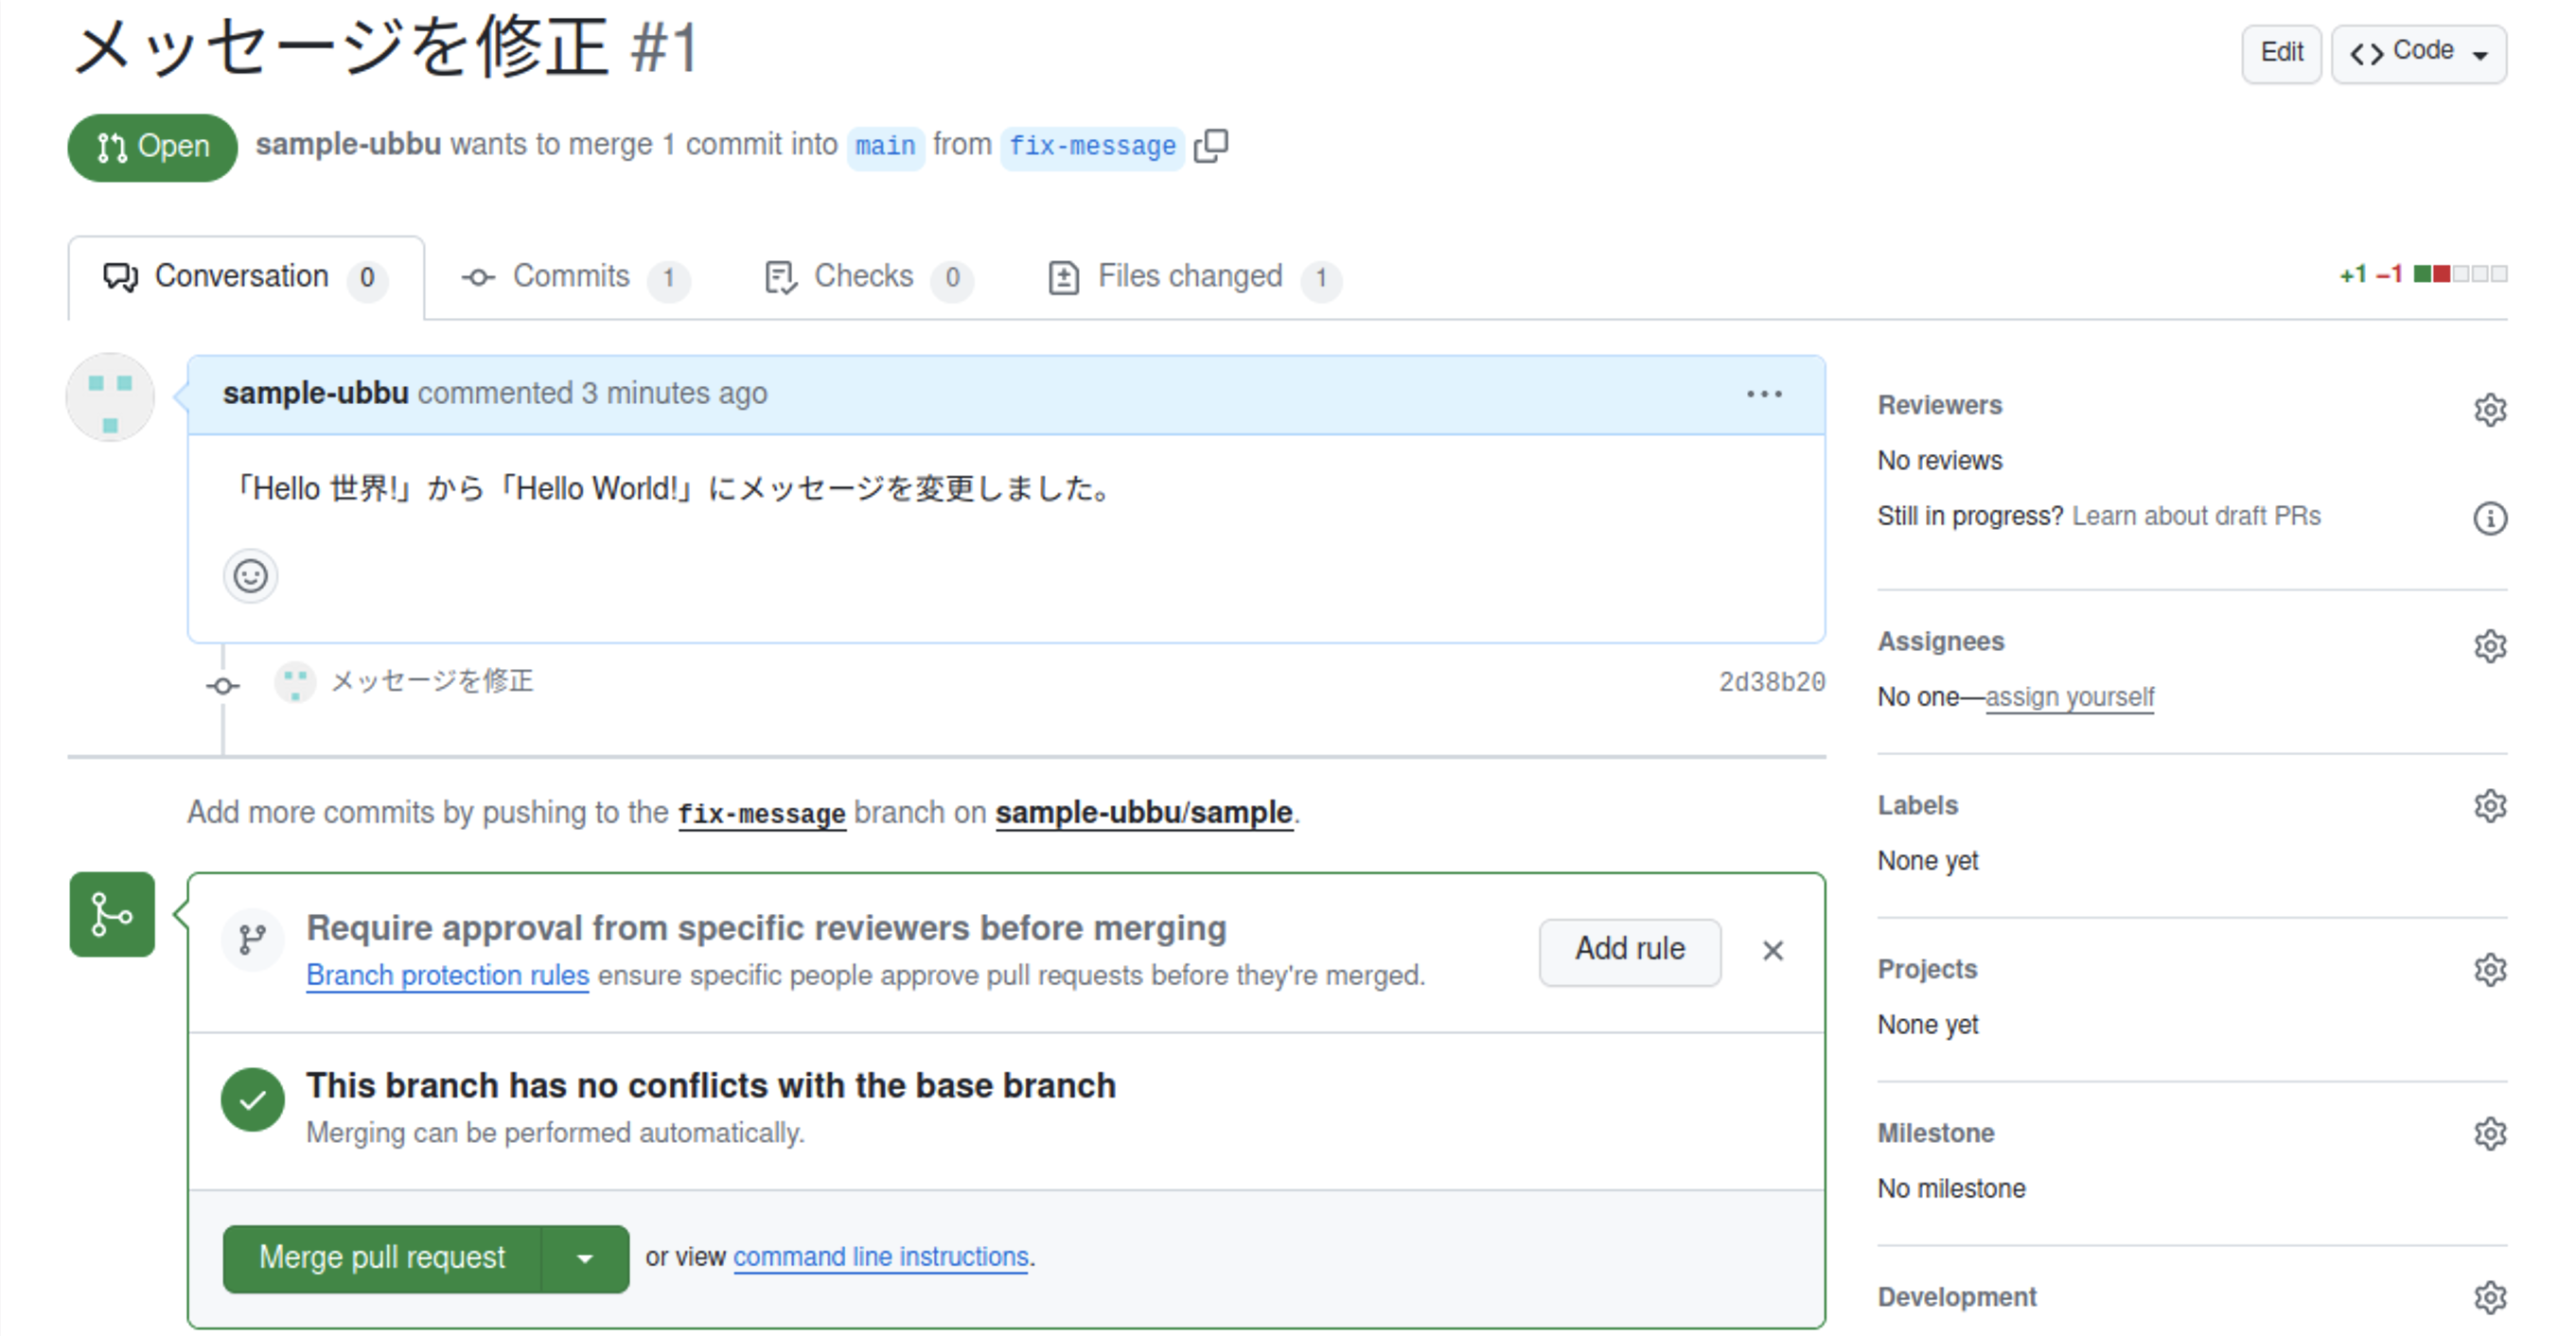 メッセージを修正 #1
Edit
Code
Open
sample-ubbu wants to merge 1 commit into main from fix-message
Conversation 0
Commits 1
Checks 0
Files changed 1
+1 −1
sample-ubbu commented 3 minutes ago
「Hello 世界!」から「Hello World!」にメッセージを変更しました。
メッセージを修正
2d38b20
Add more commits by pushing to the fix-message branch on sample-ubbu/sample.
Require approval from specific reviewers before merging
Branch protection rules ensure specific people approve pull requests before they're merged.
Add rule
This branch has no conflicts with the base branch
Merging can be performed automatically.
Merge pull request
or view command line instructions.
Reviewers
No reviews
Still in progress? Learn about draft PRs
Assignees
No one—assign yourself
Labels
None yet
Projects
None yet
Milestone
No milestone
Development